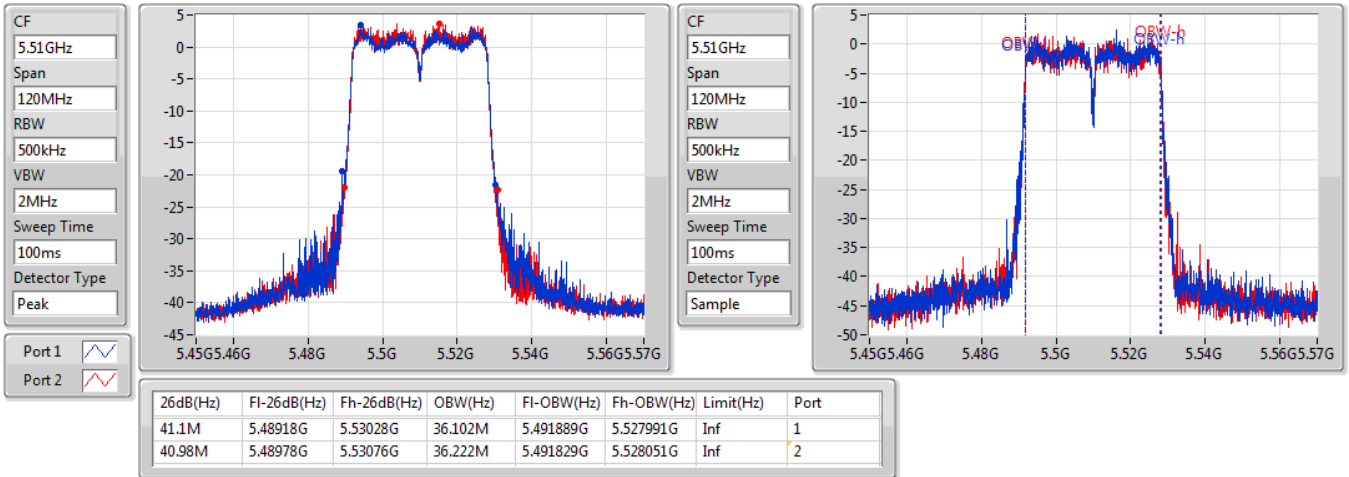 CF
5.51GHz
Span
120MHz
RBW
500kHz
VBW
2MHz
Sweep Time
100ms
Detector Type
Peak
5
0
-5
-10
-15
-20
-25
-30
-35
-40
-45
5.45G 5.46G 5.48G 5.5G 5.52G 5.54G 5.56G 5.57G
CF
5.51GHz
Span
120MHz
RBW
500kHz
VBW
2MHz
Sweep Time
100ms
Detector Type
Sample
5
0
-5
-10
-15
-20
-25
-30
-35
-40
-45
-50
OBW-h
OBW-h
5.45G 5.46G 5.48G 5.5G 5.52G 5.54G 5.56G 5.57G
Port 1
Port 2
26dB(Hz) Fl-26dB(Hz) Fh-26dB(Hz) OBW(Hz) Fl-OBW(Hz) Fh-OBW(Hz) Limit(Hz) Port
41.1M 5.48918G 5.53028G 36.102M 5.491889G 5.527991G Inf 1
40.98M 5.48978G 5.53076G 36.222M 5.491829G 5.528051G Inf 2